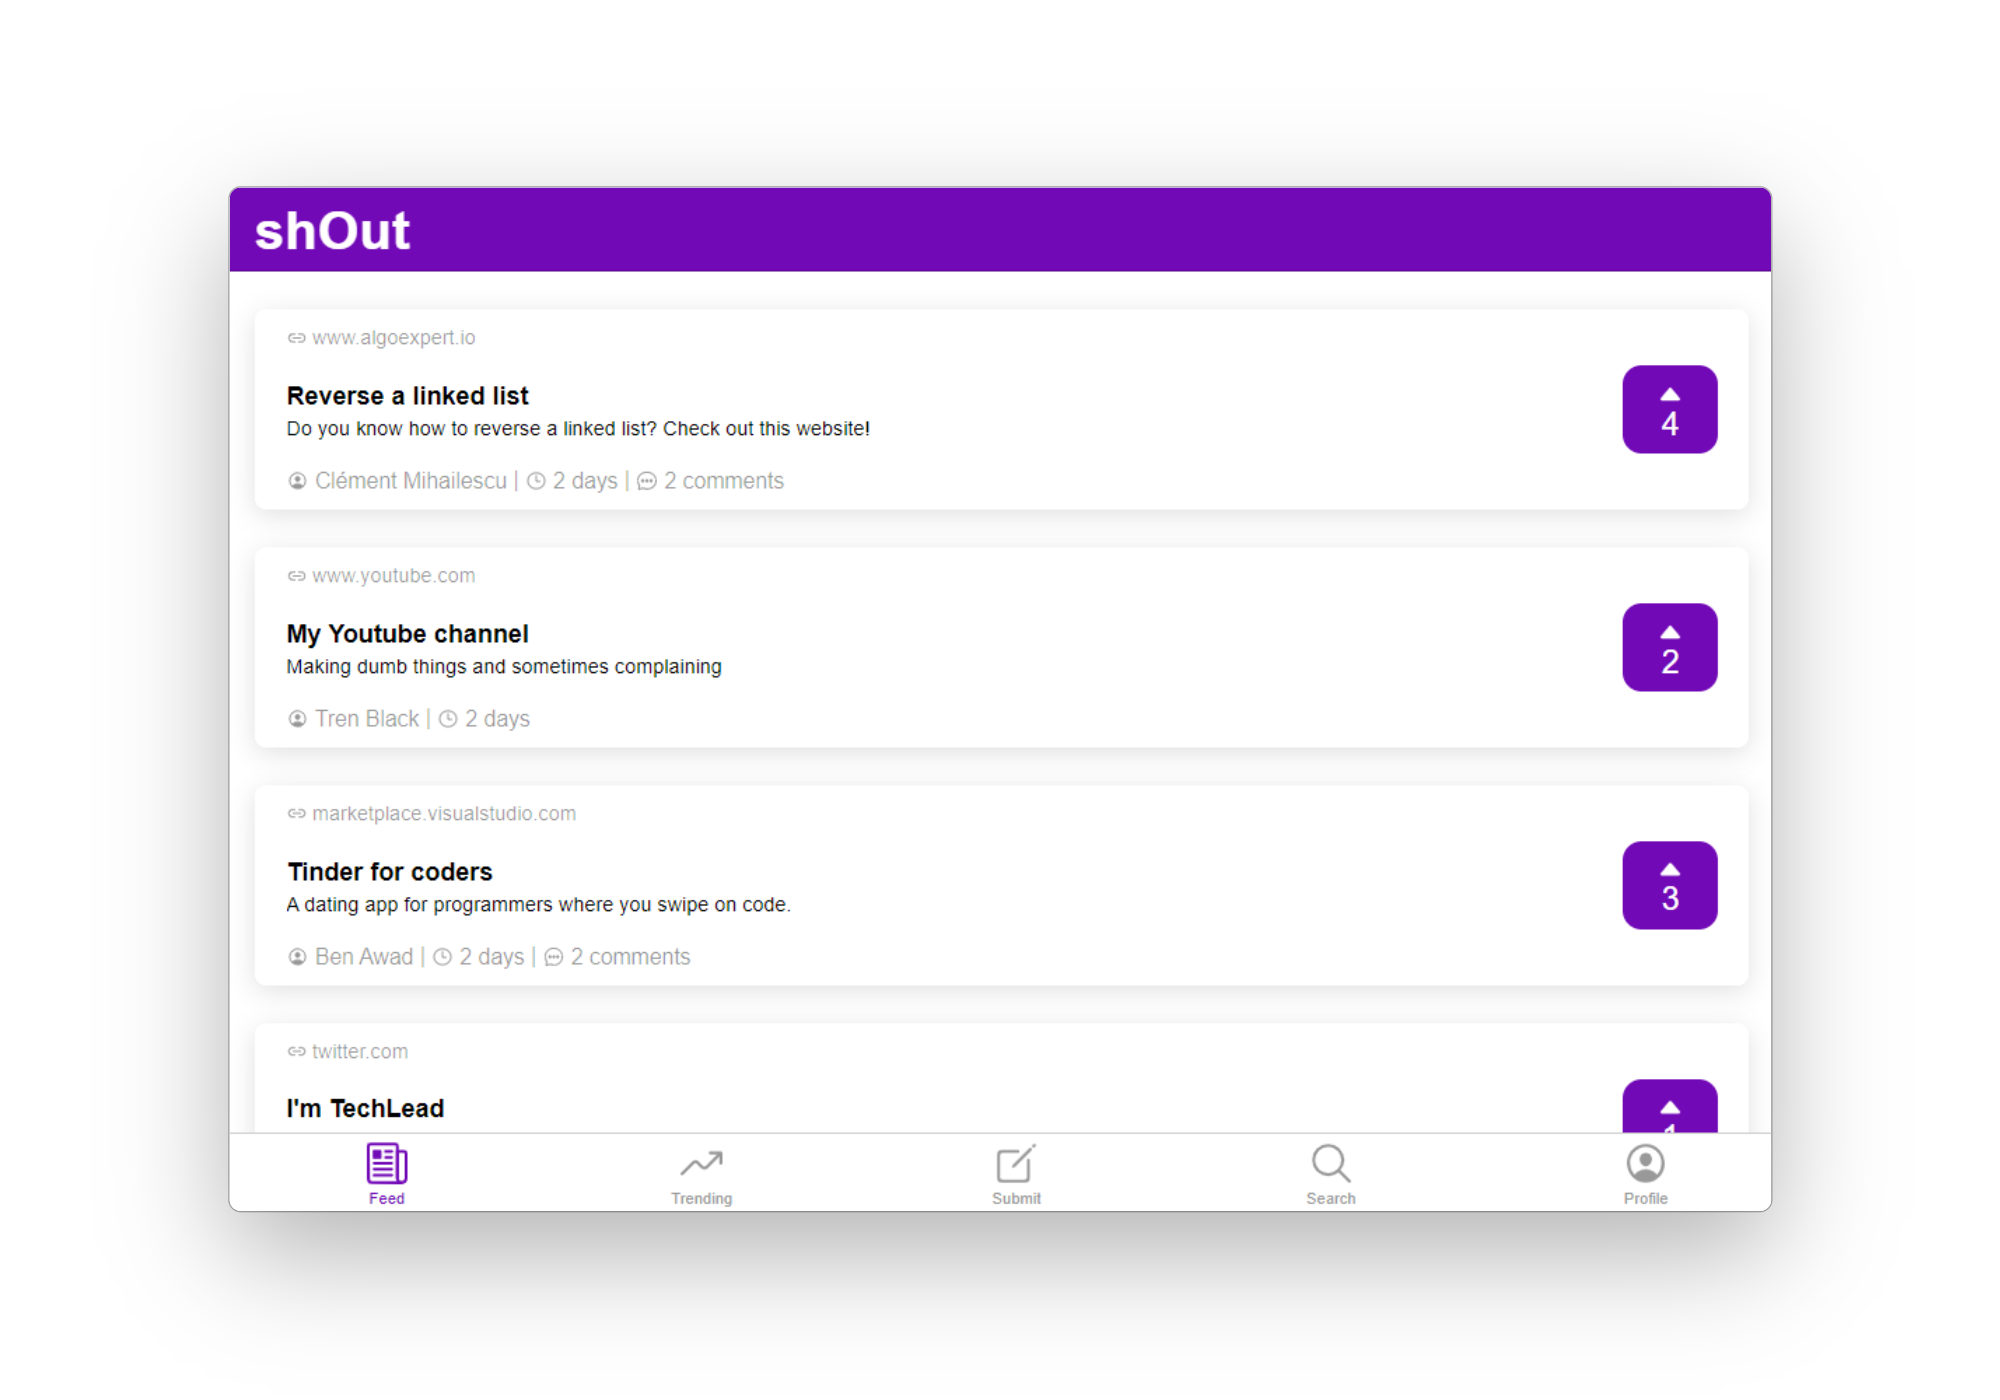 shOut
www.algoexpert.io
Reverse a linked list
Do you know how to reverse a linked list? Check out this website!
4
Clément Mihailescu | 2 days | 2 comments
www.youtube.com
My Youtube channel
Making dumb things and sometimes complaining
2
Tren Black | 2 days
marketplace.visualstudio.com
Tinder for coders
A dating app for programmers where you swipe on code.
3
Ben Awad | 2 days | 2 comments
twitter.com
I'm TechLead
Feed
Trending
Submit
Search
Profile